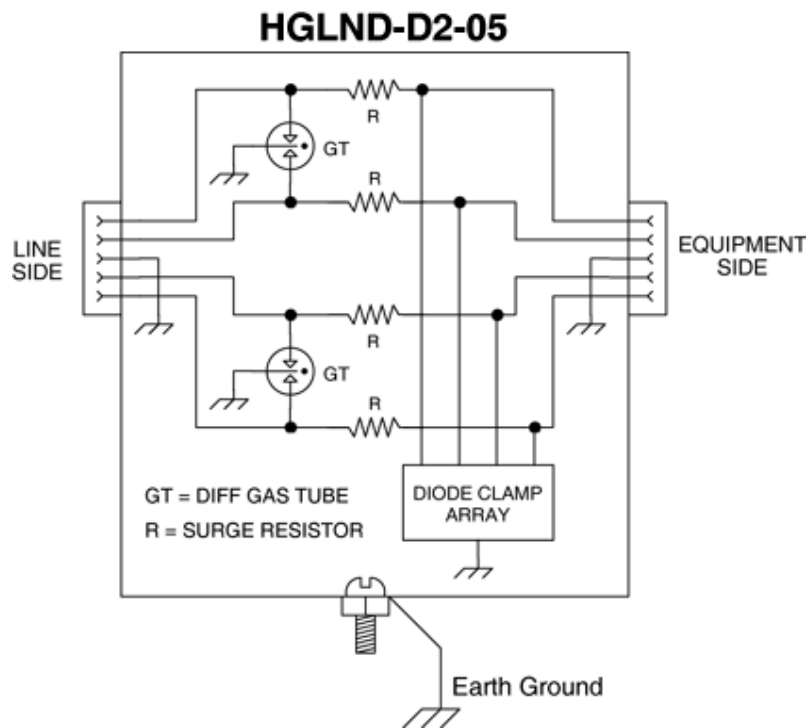 HGLND-D2-05
R
GT
R
LINE
SIDE
EQUIPMENT
SIDE
R
GT
R
GT = DIFF GAS TUBE
R = SURGE RESISTOR
DIODE CLAMP
ARRAY
Earth Ground